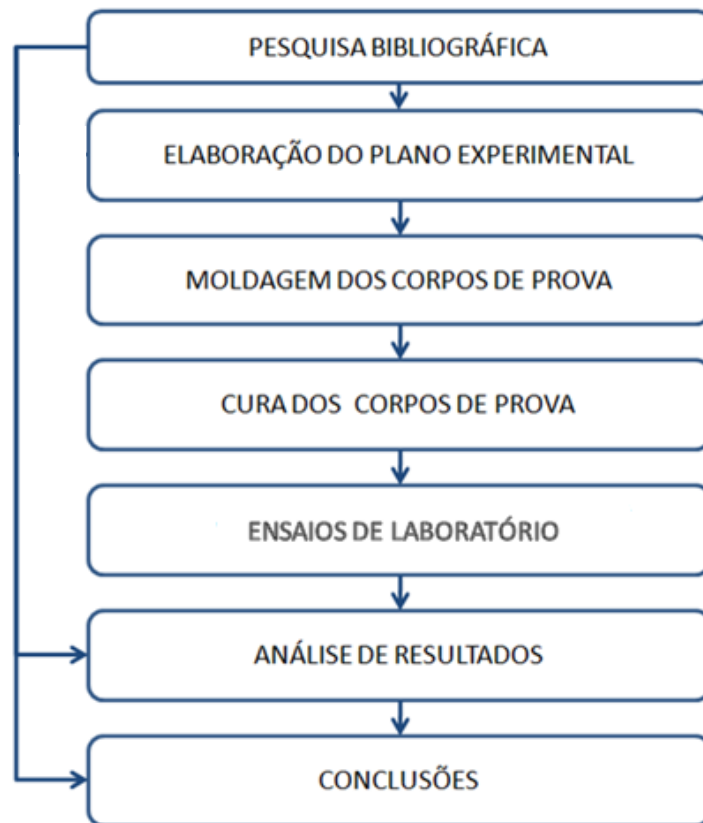 PESQUISA BIBLIOGRÁFICA
ELABORAÇÃO DO PLANO EXPERIMENTAL
MOLDAGEM DOS CORPOS DE PROVA
CURA DOS CORPOS DE PROVA
ENSAIOS DE LABORATÓRIO
ANÁLISE DE RESULTADOS
CONCLUSÕES